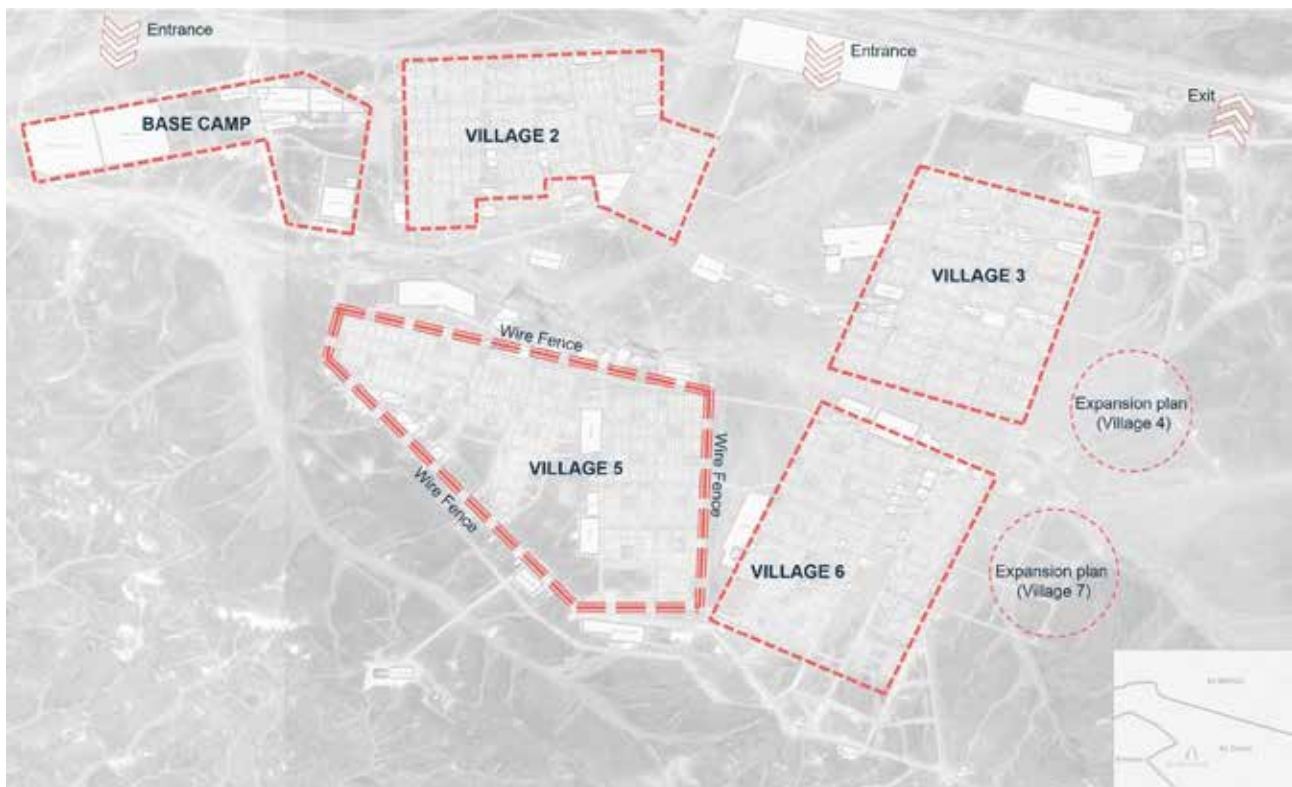 Entrance
Entrance
Exit
BASE CAMP
VILLAGE 2
VILLAGE 3
Wire Fence
Expansion plan
(Village 4)
VILLAGE 5
Wire Fence
Wire Fence
VILLAGE 6
Expansion plan
(Village 7)